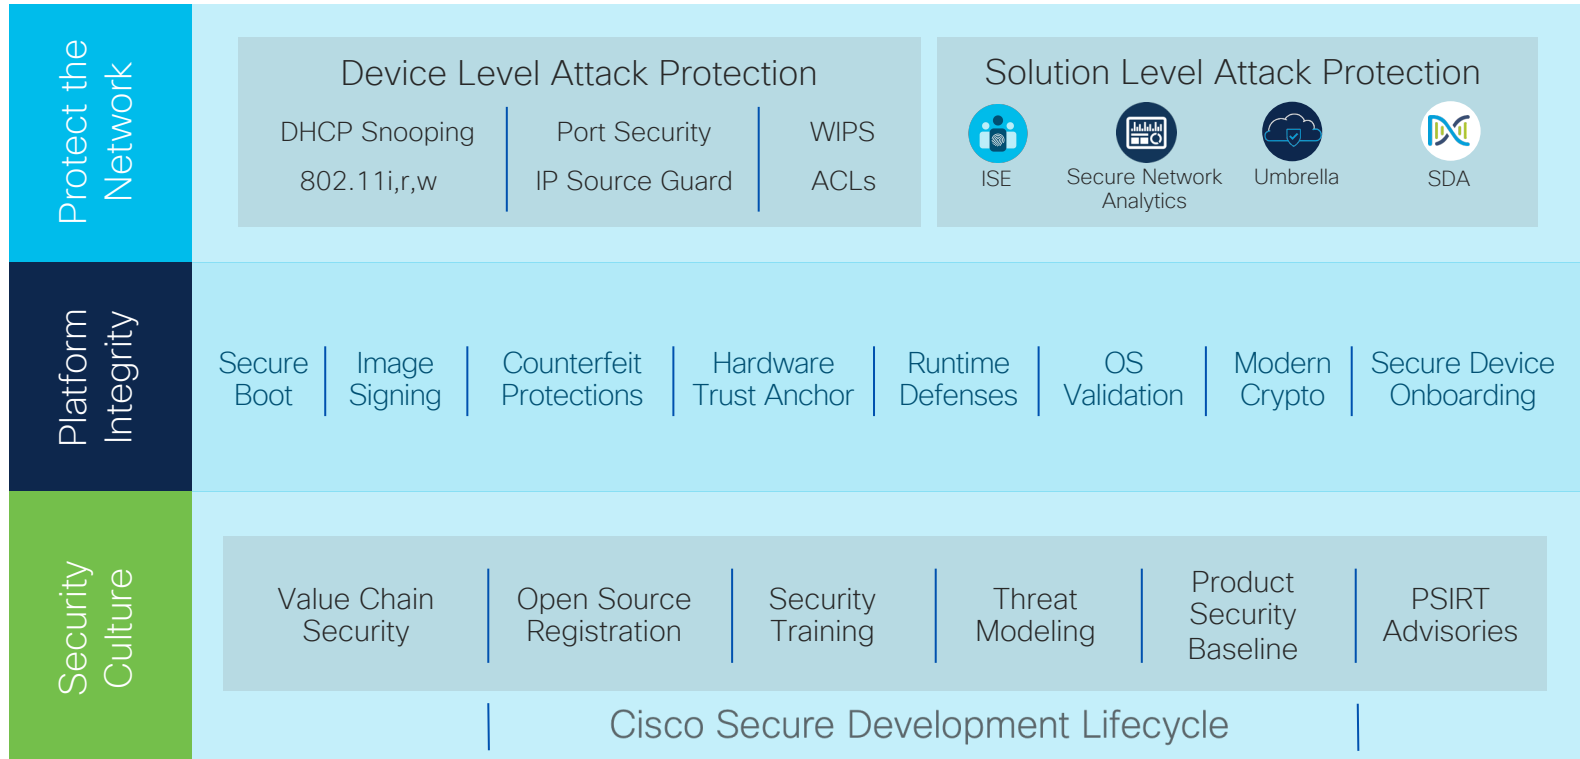 Protect the
Network
Device Level Attack Protection
DHCP Snooping
Port Security
WIPS
802.11i,r,w
IP Source Guard
ACLs
Solution Level Attack Protection
ISE
Secure Network
Analytics
Umbrella
SDA
Platform
Integrity
Secure
Boot
Image
Signing
Counterfeit
Protections
Hardware
Trust Anchor
Runtime
Defenses
OS
Validation
Modern
Crypto
Secure Device
Onboarding
Security
Culture
Value Chain
Security
Open Source
Registration
Security
Training
Threat
Modeling
Product
Security
Baseline
PSIRT
Advisories
Cisco Secure Development Lifecycle